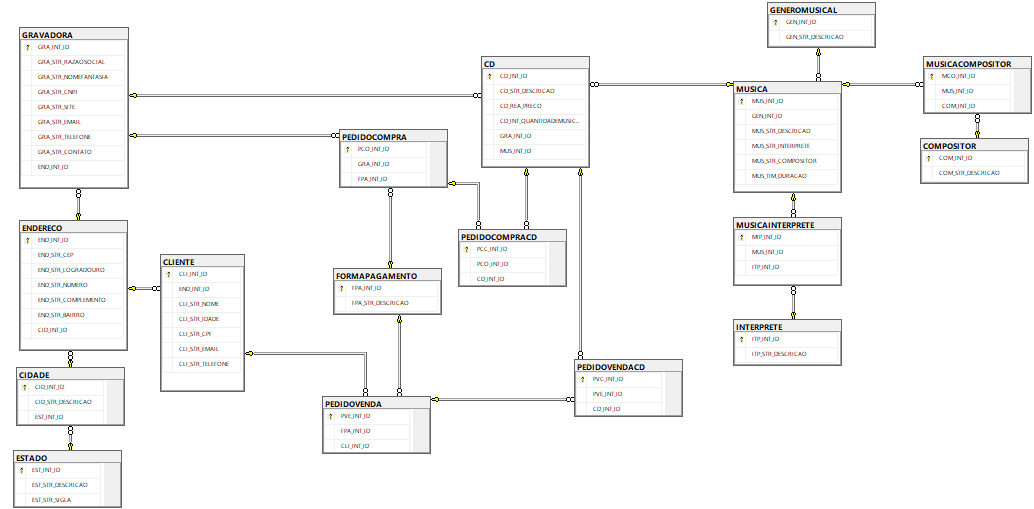 GRAVADORA
GRA_INT_ID
GRA_STR_RAZAOSOCIAL
GRA_STR_NOMEFANTASIA
GRA_STR_CNPJ
GRA_STR_SITE
GRA_STR_EMAIL
GRA_STR_TELEFONE
GRA_STR_CONTATO
END_INT_ID
ENDERECO
END_INT_ID
END_STR_CEP
END_STR_LOGRADOURO
END_STR_NUMERO
END_STR_COMPLEMENTO
END_STR_BAIRRO
CID_INT_ID
CIDADE
CID_INT_ID
CID_STR_DESCRICAO
EST_INT_ID
ESTADO
EST_INT_ID
EST_STR_DESCRICAO
EST_STR_SIGLA
CLIENTE
CLI_INT_ID
END_INT_ID
CLI_STR_NOME
CLI_STR_IDADE
CLI_STR_CPF
CLI_STR_EMAIL
CLI_STR_TELEFONE
PEDIDOCOMPRA
PCO_INT_ID
GRA_INT_ID
FPA_INT_ID
FORMAPAGAMENTO
FPA_INT_ID
FPA_STR_DESCRICAO
PEDIDOVENDA
PVE_INT_ID
FPA_INT_ID
CLI_INT_ID
CD
CD_INT_ID
CD_STR_DESCRICAO
CD_REA_PRECO
CD_INT_QUANTIDADEMUSIC...
GRA_INT_ID
MUS_INT_ID
PEDIDOCOMPRACD
PCC_INT_ID
PCO_INT_ID
CD_INT_ID
PEDIDOVENDACD
PVC_INT_ID
PVE_INT_ID
CD_INT_ID
GENEROMUSICAL
GEN_INT_ID
GEN_STR_DESCRICAO
MUSICA
MUS_INT_ID
GEN_INT_ID
MUS_STR_DESCRICAO
MUS_STR_INTERPRETE
MUS_STR_COMPOSITOR
MUS_TIM_DURACAO
MUSICAINTERPRETE
MIP_INT_ID
MUS_INT_ID
ITP_INT_ID
INTERPRETE
ITP_INT_ID
ITP_STR_DESCRICAO
MUSICACOMPOSITOR
MCO_INT_ID
MUS_INT_ID
COM_INT_ID
COMPOSITOR
COM_INT_ID
COM_STR_DESCRICAO